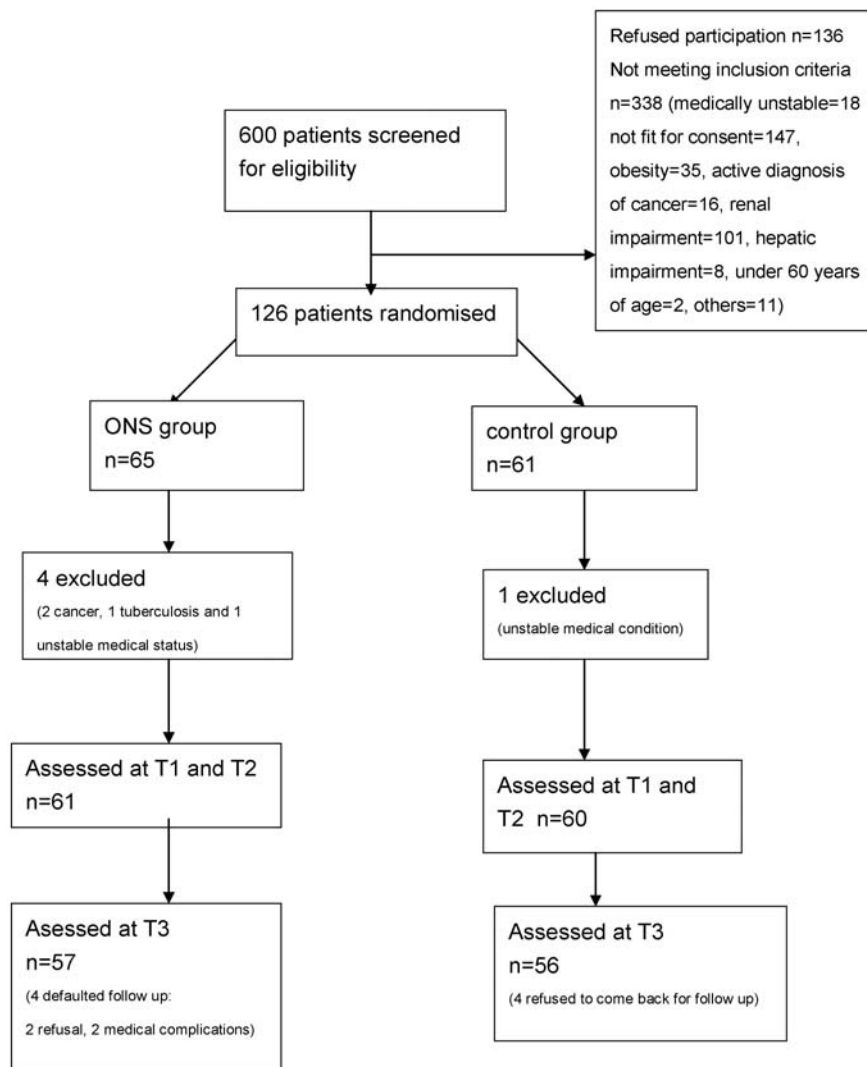 Refused participation n=136
Not meeting inclusion criteria
n=338 (medically unstable=18
not fit for consent=147,
obesity=35, active diagnosis
of cancer=16, renal
impairment=101, hepatic
impairment=8, under 60 years
of age=2, others=11)
600 patients screened
for eligibility
126 patients randomised
ONS group
n=65
control group
n=61
4 excluded
(2 cancer, 1 tuberculosis and 1
unstable medical status)
1 excluded
(unstable medical condition)
Assessed at T1 and T2
n=61
Assessed at T1 and
T2 n=60
Asessed at T3
n=57
(4 defaulted follow up:
2 refusal, 2 medical complications)
Assessed at T3
n=56
(4 refused to come back for follow up)